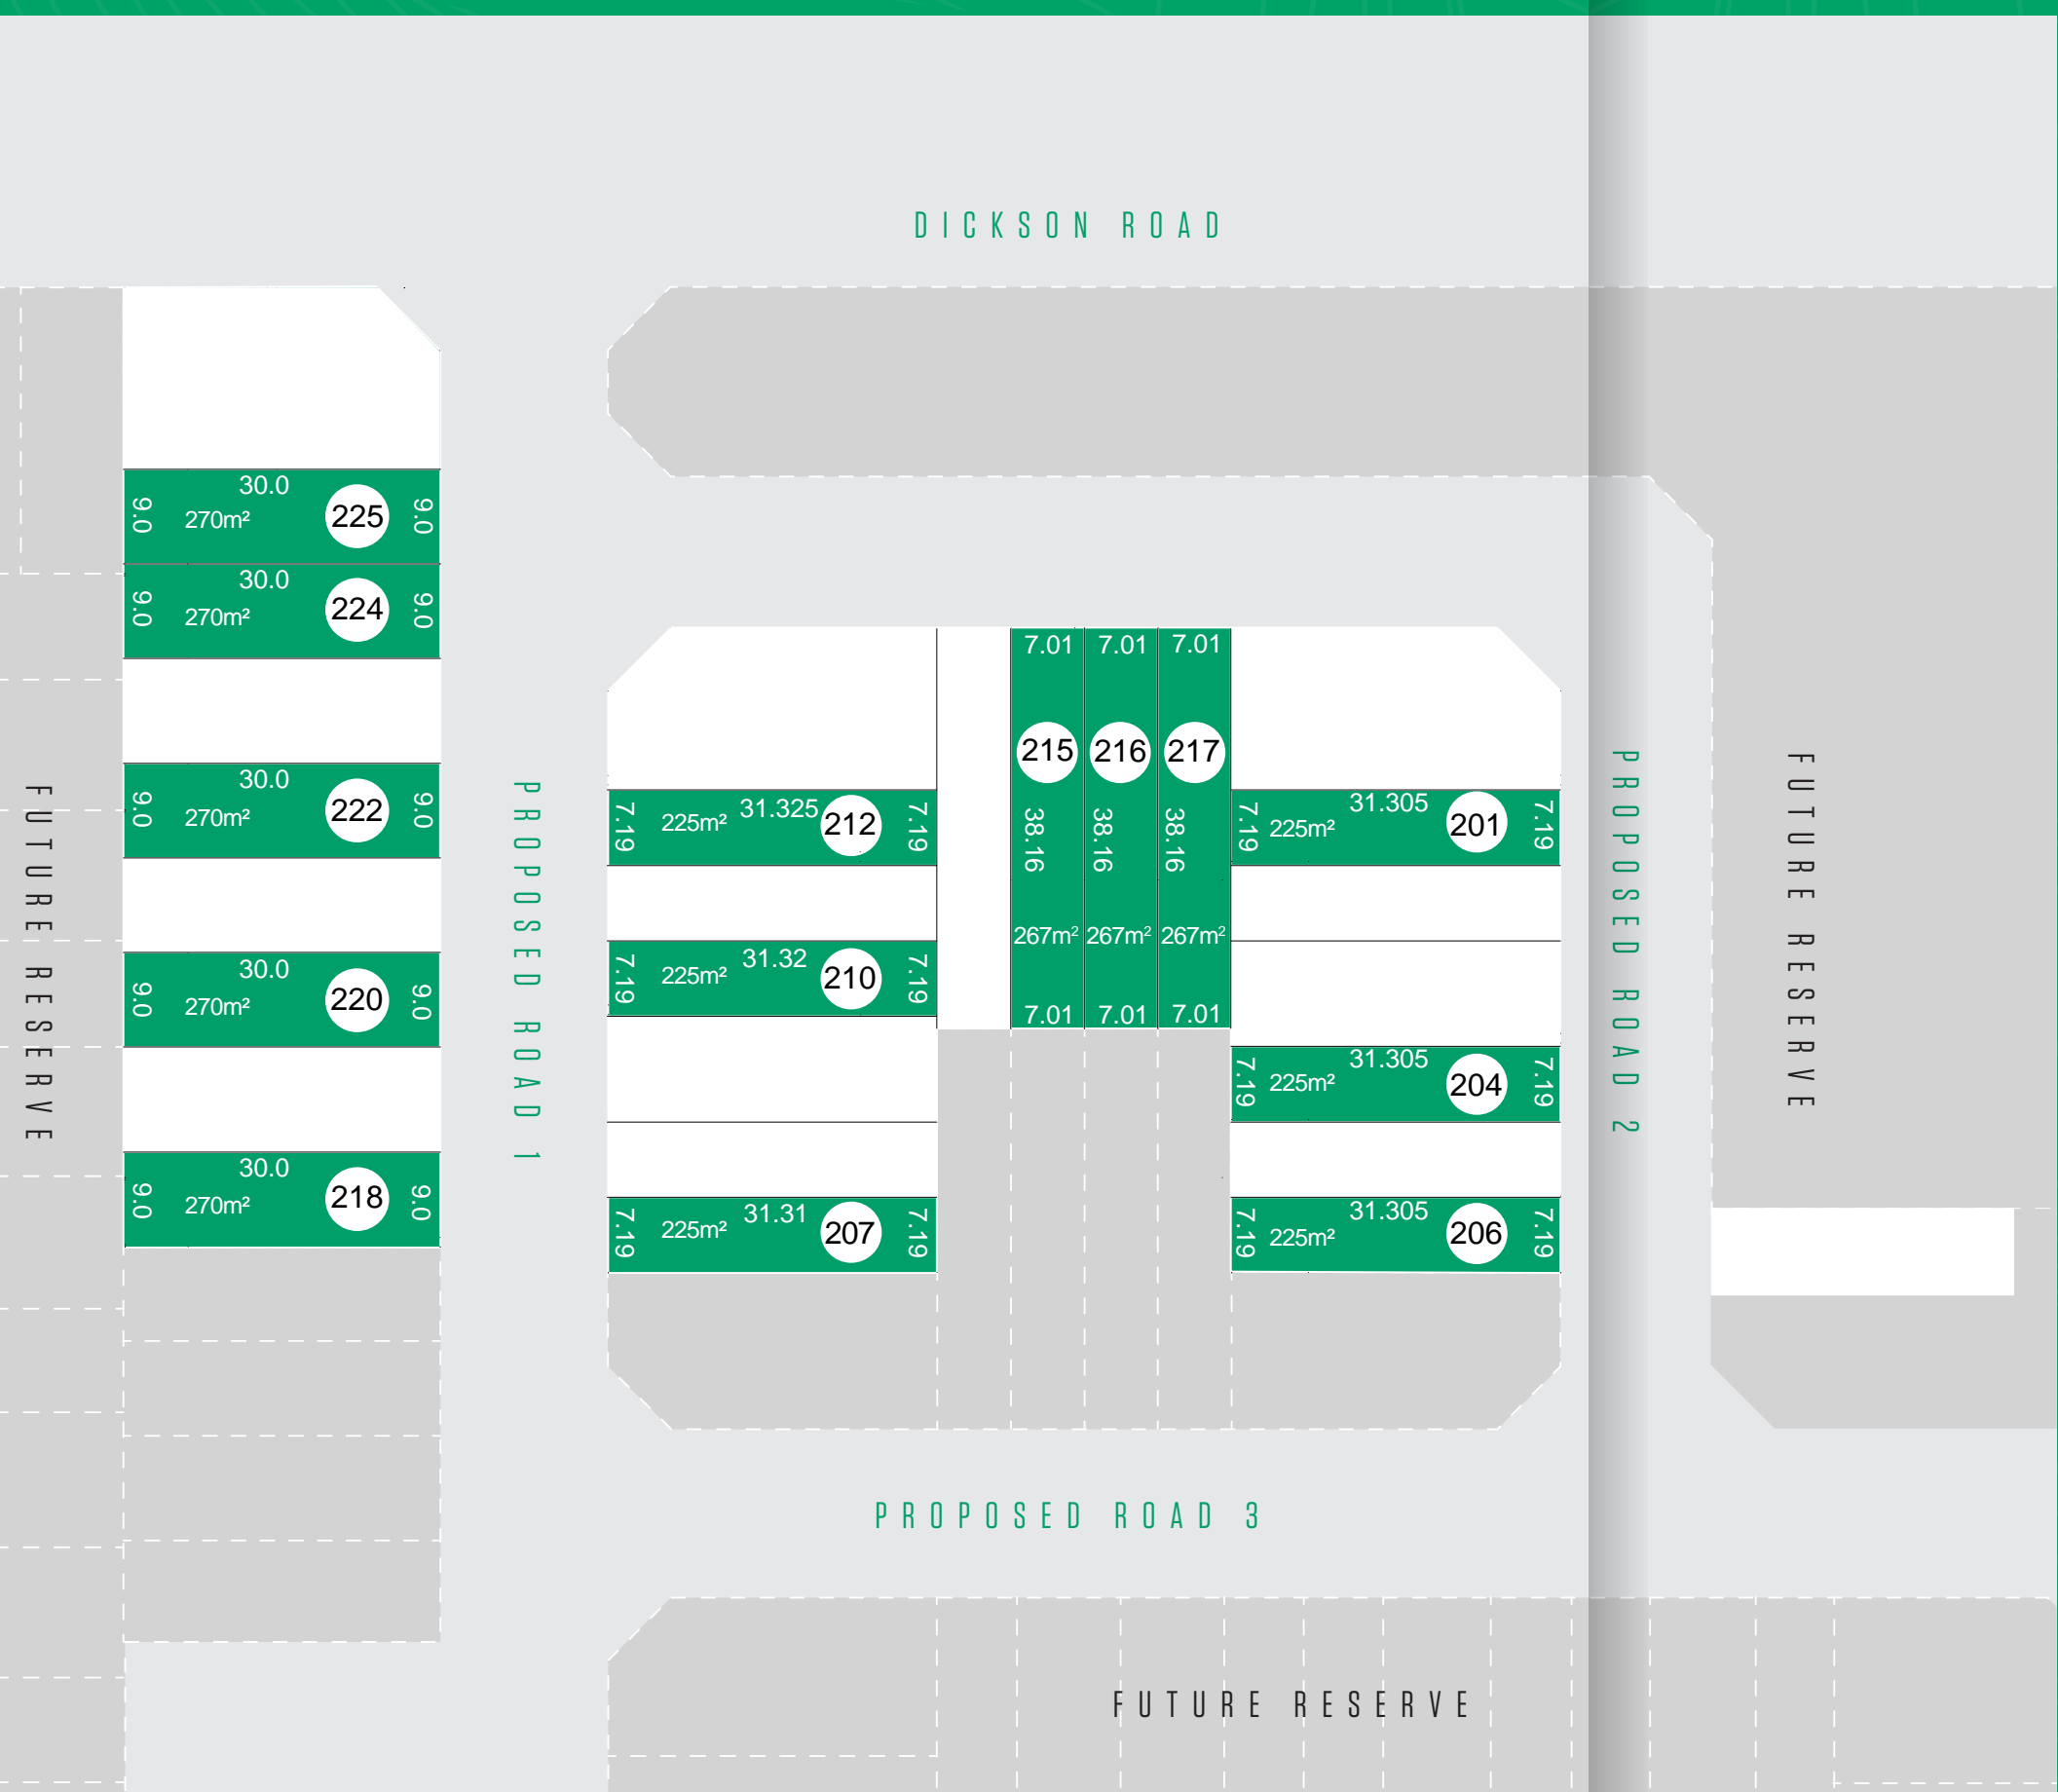 DICKSON ROAD
30.0
9.0
270m²
225
9.0
30.0
9.0
270m²
224
9.0
30.0
9.0
270m²
222
9.0
30.0
9.0
270m²
220
9.0
30.0
9.0
270m²
218
9.0
FUTURE RESERVE
PROPOSED ROAD 1
7.19
225m²
31.325
212
7.19
7.19
225m²
31.32
210
7.19
7.19
225m²
31.31
207
7.19
7.01
215
38.16
267m²
7.01
7.01
216
38.16
267m²
7.01
7.01
217
38.16
267m²
7.01
7.19
225m²
31.305
201
7.19
7.19
225m²
31.305
204
7.19
7.19
225m²
31.305
206
7.19
PROPOSED ROAD 2
FUTURE RESERVE
PROPOSED ROAD 3
FUTURE RESERVE